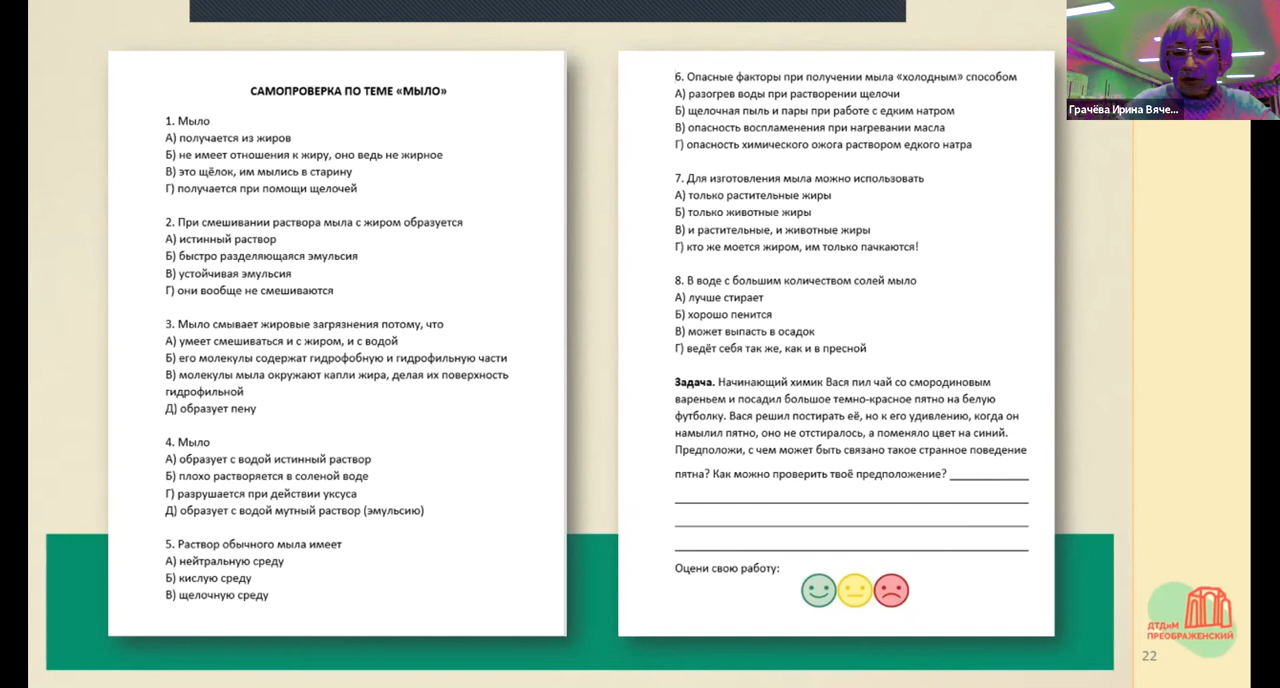 САМОПРОВЕРКА ПО ТЕМЕ «МЫЛО»
1. Мыло
А) получается из жиров
Б) не имеет отношения к жиру, оно ведь не жирное
В) это щёлок, им мылись в старину
Г) получается при помощи щелочей
2. При смешивании раствора мыла с жиром образуется
А) истинный раствор
Б) быстро разделяющаяся эмульсия
В) устойчивая эмульсия
Г) они вообще не смешиваются
3. Мыло смывает жировые загрязнения потому, что
А) умеет смешиваться и с жиром, и с водой
Б) его молекулы содержат гидрофобную и гидрофильную части
В) молекулы мыла окружают капли жира, делая их поверхность
гидрофильной
Д) образует пену
4. Мыло
А) образует с водой истинный раствор
Б) плохо растворяется в соленой воде
Г) разрушается при действии уксуса
Д) образует с водой мутный раствор (эмульсию)
5. Раствор обычного мыла имеет
А) нейтральную среду
Б) кислую среду
В) щелочную среду
6. Опасные факторы при получении мыла «холодным» способом
А) разогрев воды при растворении щелочи
Б) щелочная пыль и пары при работе с едким натром
В) опасность воспламенения при нагревании масла
Г) опасность химического ожога раствором едкого натра
7. Для изготовления мыла можно использовать
А) только растительные жиры
Б) только животные жиры
В) и растительные, и животные жиры
Г) кто же моется жиром, им только пачкаются!
8. В воде с большим количеством солей мыло
А) лучше стирает
Б) хорошо пенится
В) может выпасть в осадок
Г) ведёт себя так же, как и в пресной
Задача. Начинающий химик Вася пил чай со смородиновым
вареньем и посадил большое темно-красное пятно на белую
футболку. Вася решил постирать её, но к его удивлению, когда он
намылил пятно, оно не отстиралось, а поменяло цвет на синий.
Предположи, с чем может быть связано такое странное поведение
пятна? Как можно проверить твоё предположение?
Оцени свою работу:
Грачёва Ирина Вяче...
ДТДиМ
ПРЕОБРАЖЕНСКИЙ
22